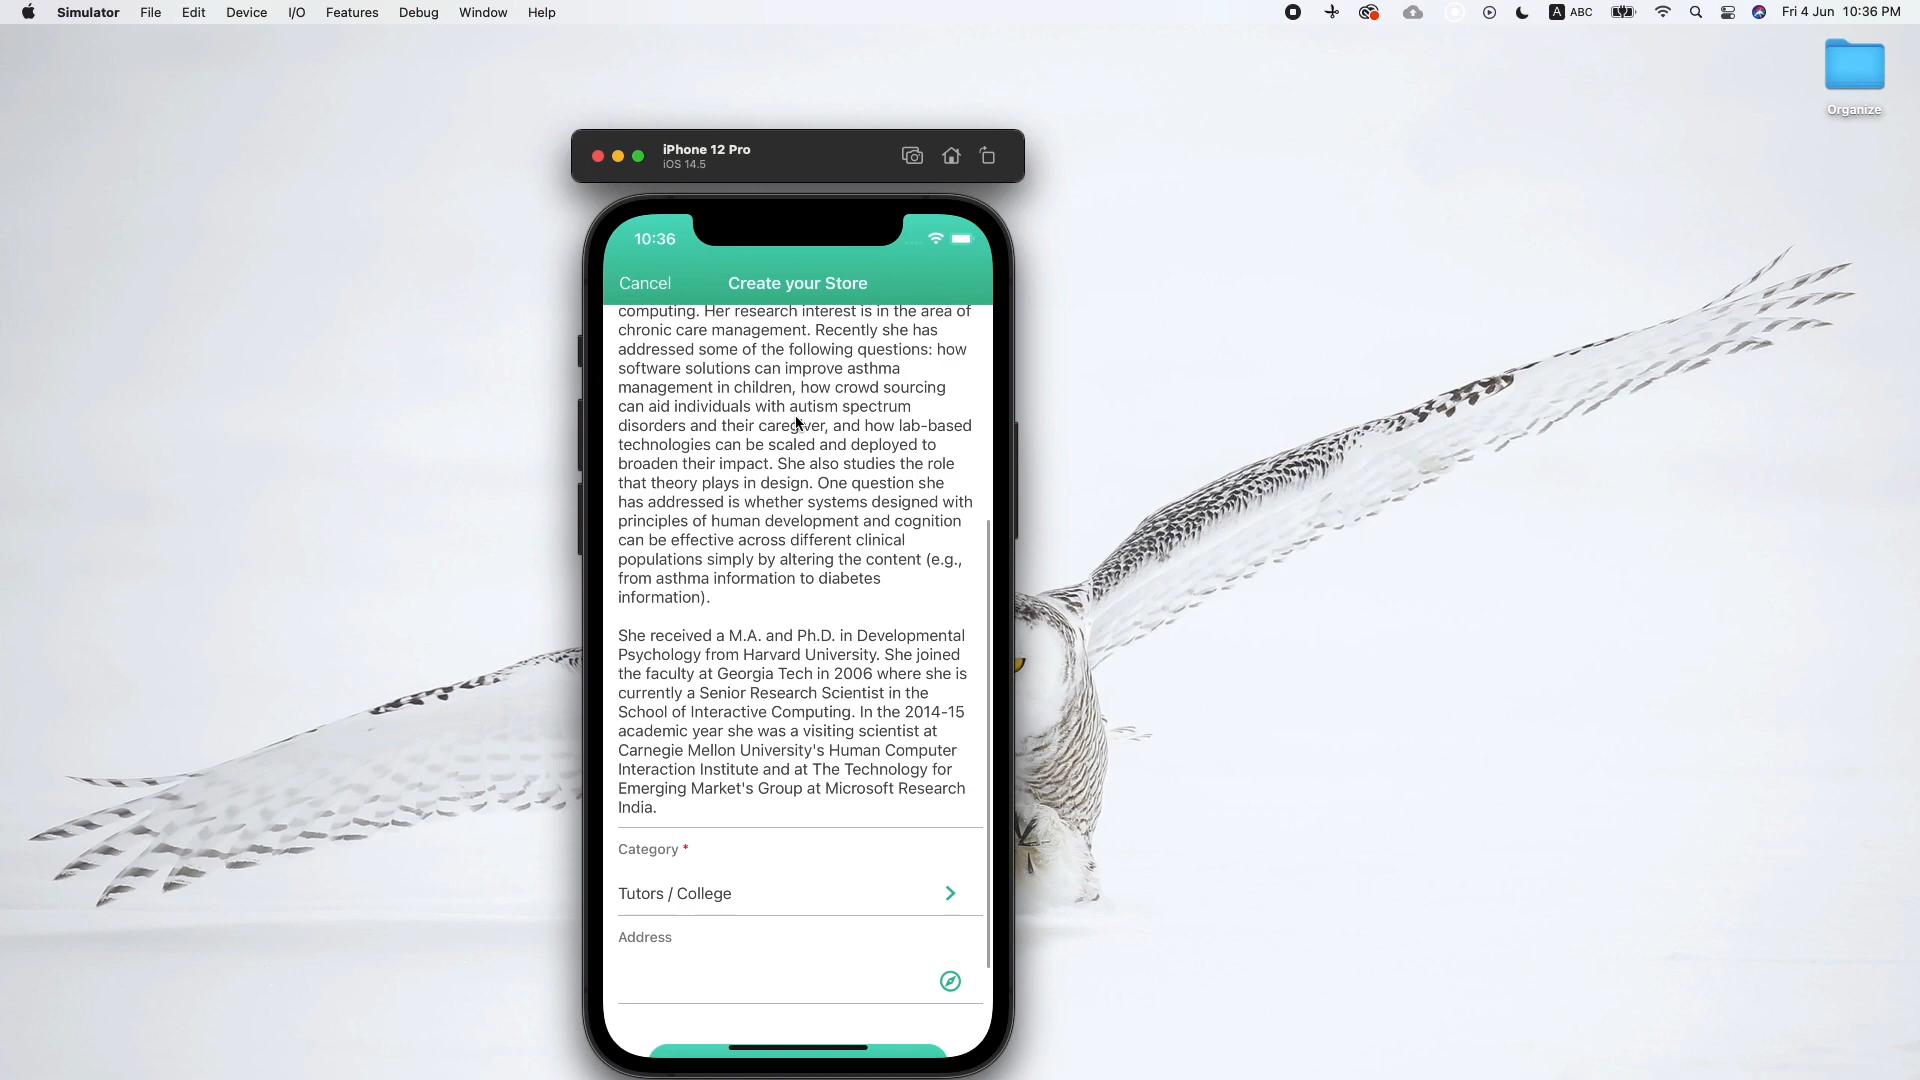 Simulator File Edit View Device I/O Features Debug Window Help
A ABC Fri 4 Jun 10:36 PM
Organize
iPhone 12 Pro
iOS 14.5
10:36
Cancel Create your Store
computing. Her research interest is in the area of
chronic care management. Recently she has
addressed some of the following questions: how
software solutions can improve asthma
management in children, how crowd sourcing
can aid individuals with autism spectrum
disorders and their caregiver, and how lab-based
technologies can be scaled and deployed to
broaden their impact. She also studies the role
that theory plays in design. One question she
has addressed is whether systems designed with
principles of human development and cognition
can be effective across different clinical
populations simply by altering the content (e.g.,
from asthma information to diabetes
information).
She received a M.A. and Ph.D. in Developmental
Psychology from Harvard University. She joined
the faculty at Georgia Tech in 2006 where she is
currently a Senior Research Scientist in the
School of Interactive Computing. In the 2014-15
academic year she was a visiting scientist at
Carnegie Mellon University's Human Computer
Interaction Institute and at The Technology for
Emerging Market's Group at Microsoft Research
India.
Category *
Tutors / College
Address